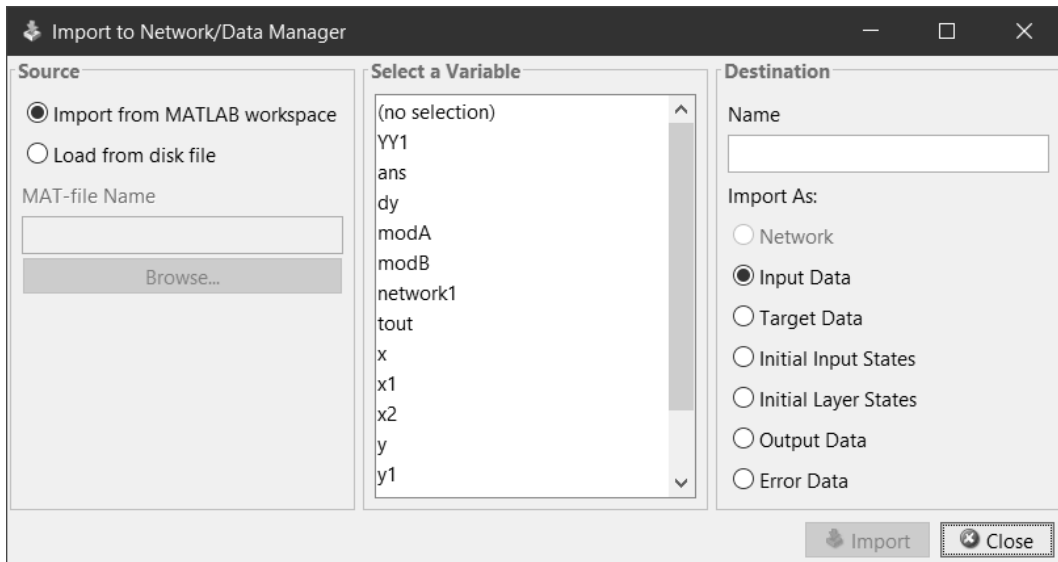 Import to Network/Data Manager
Source
Import from MATLAB workspace
Load from disk file
MAT-file Name
Browse...
Select a Variable
(no selection)
YY1
ans
dy
modA
modB
network1
tout
x
x1
x2
y
y1
Destination
Name
Import As:
Network
Input Data
Target Data
Initial Input States
Initial Layer States
Output Data
Error Data
Import
Close